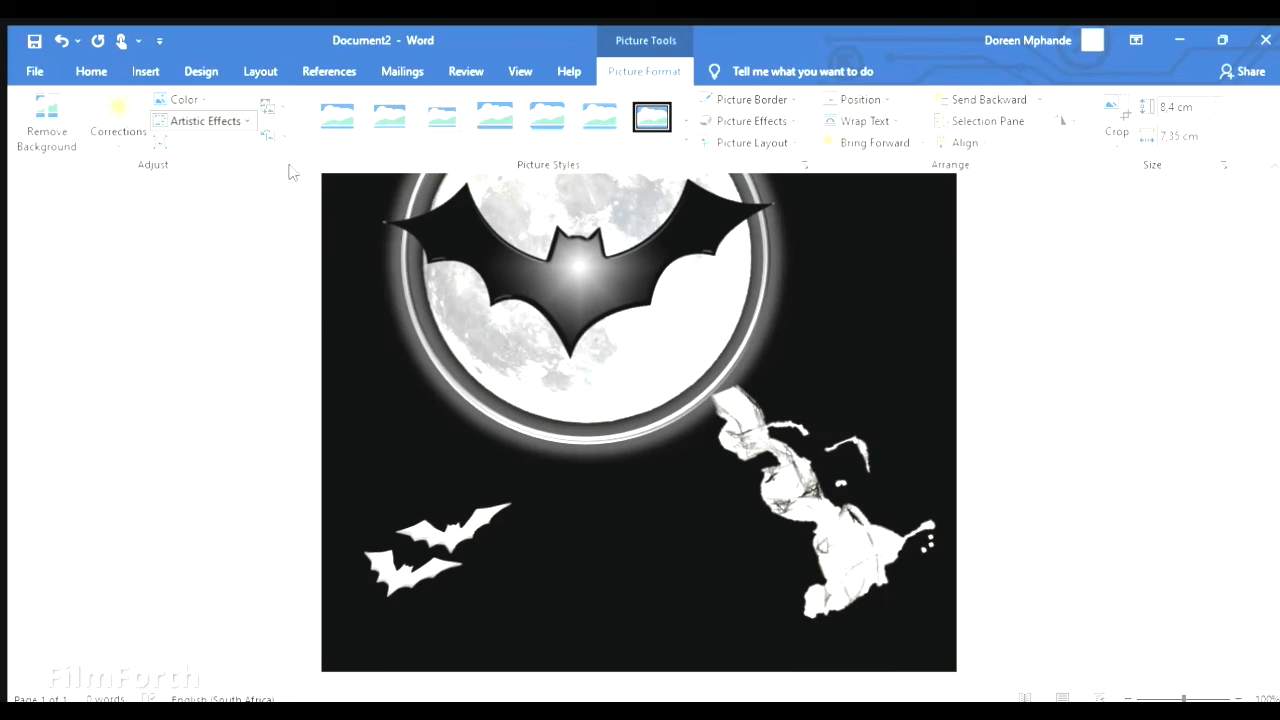 Document2 - Word
Picture Tools
Doreen Mphande
File Home Insert Design Layout References Mailings Review View Help Picture Format Tell me what you want to do Share
Remove Background
Corrections
Color
Artistic Effects
Adjust
Picture Styles
Picture Border
Picture Effects
Picture Layout
Position
Wrap Text
Bring Forward
Send Backward
Selection Pane
Align
Arrange
Crop
8,4 cm
7,35 cm
Size
FilmForth
Page 1 of 1 0 words English (South Africa) 100%